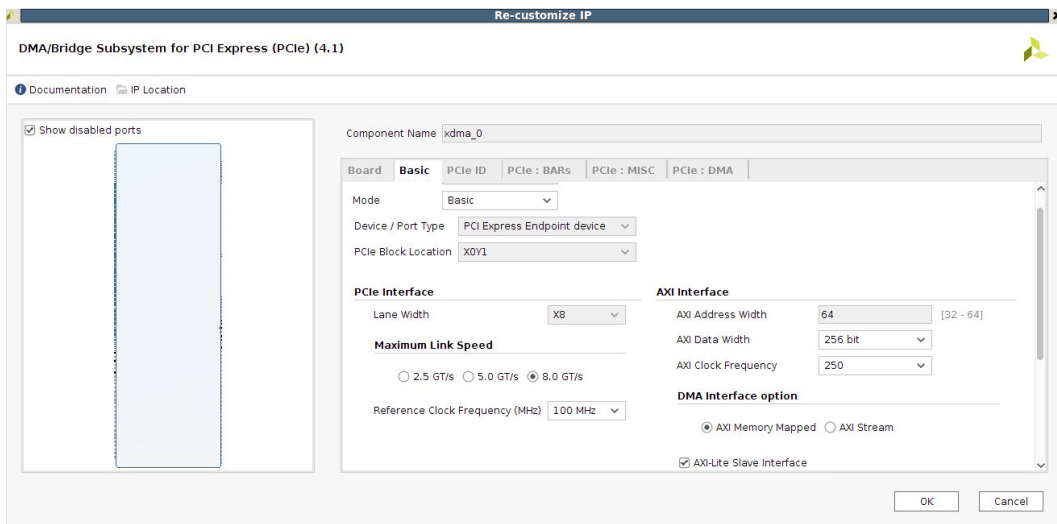 Re-customize IP
DMA/Bridge Subsystem for PCI Express (PCIe) (4.1)
Documentation IP Location
Show disabled ports
Component Name xdma_0
Board Basic PCIe ID PCIe : BARs PCIe : MISC PCIe : DMA
Mode Basic
Device / Port Type PCI Express Endpoint device
PCIe Block Location X0Y1
PCIe Interface
Lane Width X8
Maximum Link Speed
2.5 GT/s 5.0 GT/s 8.0 GT/s
Reference Clock Frequency (MHz) 100 MHz
AXI Interface
AXI Address Width 64 [32 - 64]
AXI Data Width 256 bit
AXI Clock Frequency 250
DMA Interface option
AXI Memory Mapped AXI Stream
AXI-Lite Slave Interface
OK Cancel